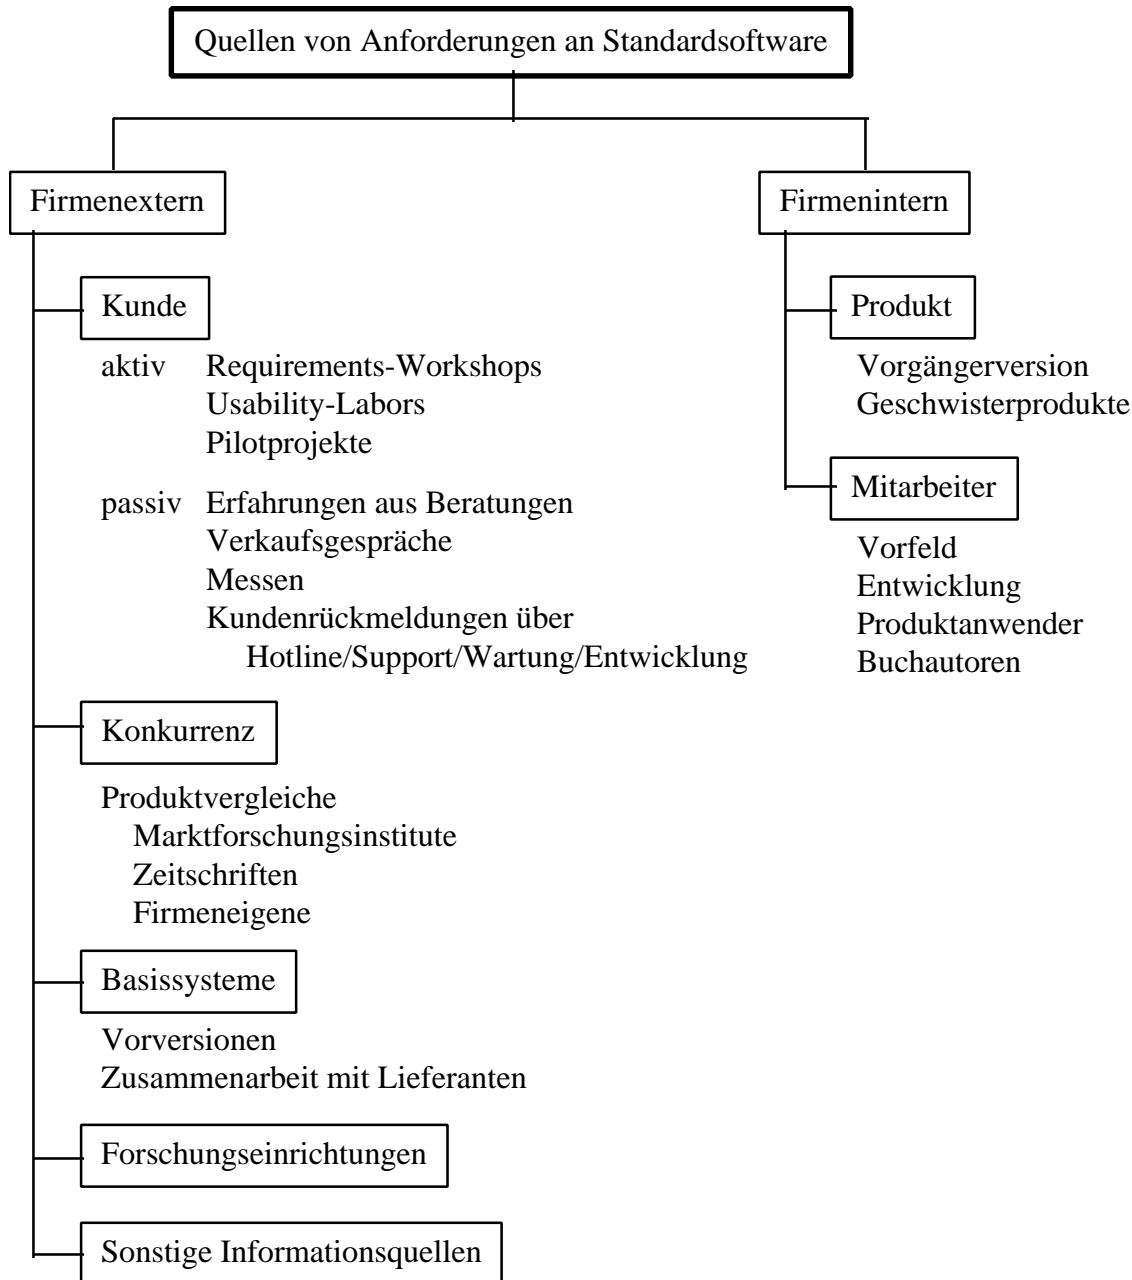 Quellen von Anforderungen an Standardsoftware
Firmenextern
Kunde
aktiv Requirements-Workshops
Usability-Labors
Pilotprojekte
passiv Erfahrungen aus Beratungen
Verkaufsgespräche
Messen
Kundenrückmeldungen über
Hotline/Support/Wartung/Entwicklung
Konkurrenz
Produktvergleiche
Marktforschungsinstitute
Zeitschriften
Firmeneigene
Basissysteme
Vorversionen
Zusammenarbeit mit Lieferanten
Forschungseinrichtungen
Sonstige Informationsquellen
Firmenintern
Produkt
Vorgängerversion
Geschwisterprodukte
Mitarbeiter
Vorfeld
Entwicklung
Produktanwender
Buchautoren